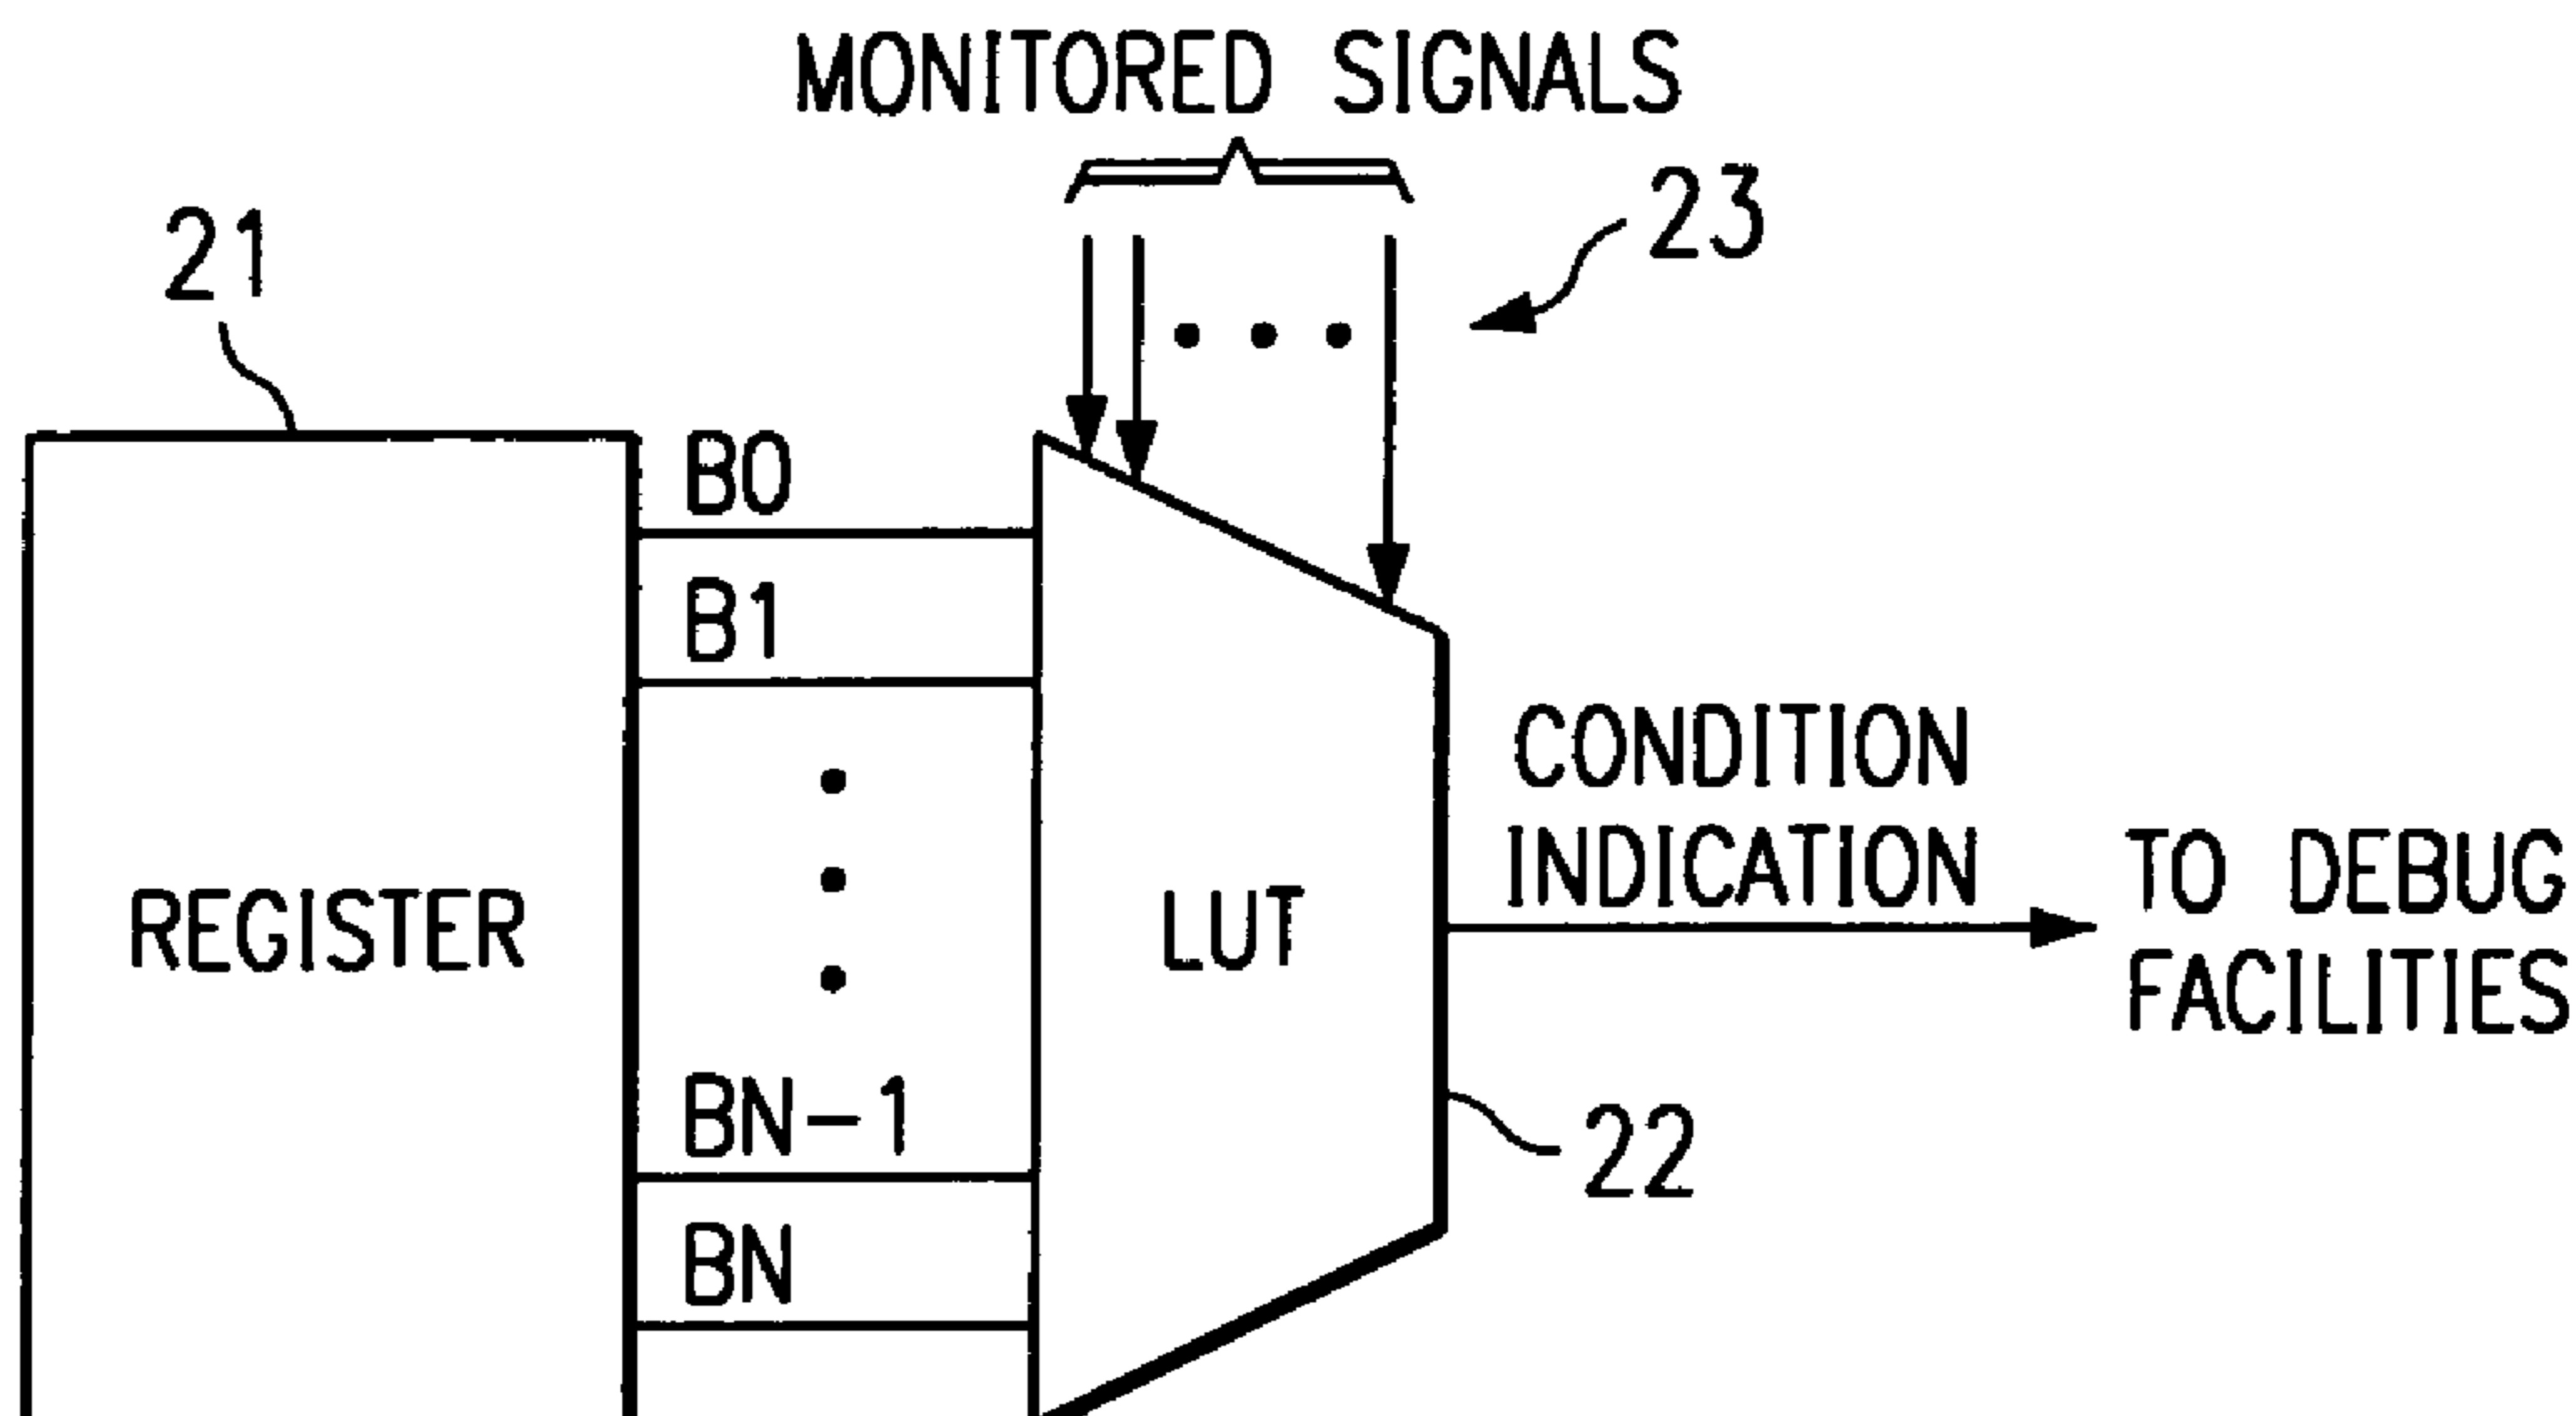 MONITORED SIGNALS
23
21
B0
B1
CONDITION
INDICATION
TO DEBUG
FACILITIES
REGISTER
LUT
BN-1
22
BN